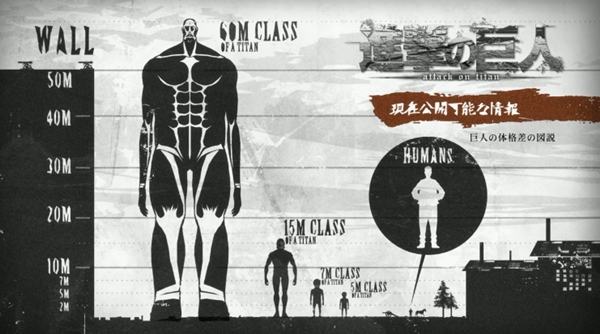 WALL
50M
40M
30M
20M
10M
7M
5M
2M
60M CLASS
OF A TITAN
15M CLASS
OF A TITAN
7M CLASS
OF A TITAN
5M CLASS
OF A TITAN
進撃の巨人
attack on titan
現在公開可能な情報
巨人の体格差の図説
HUMANS